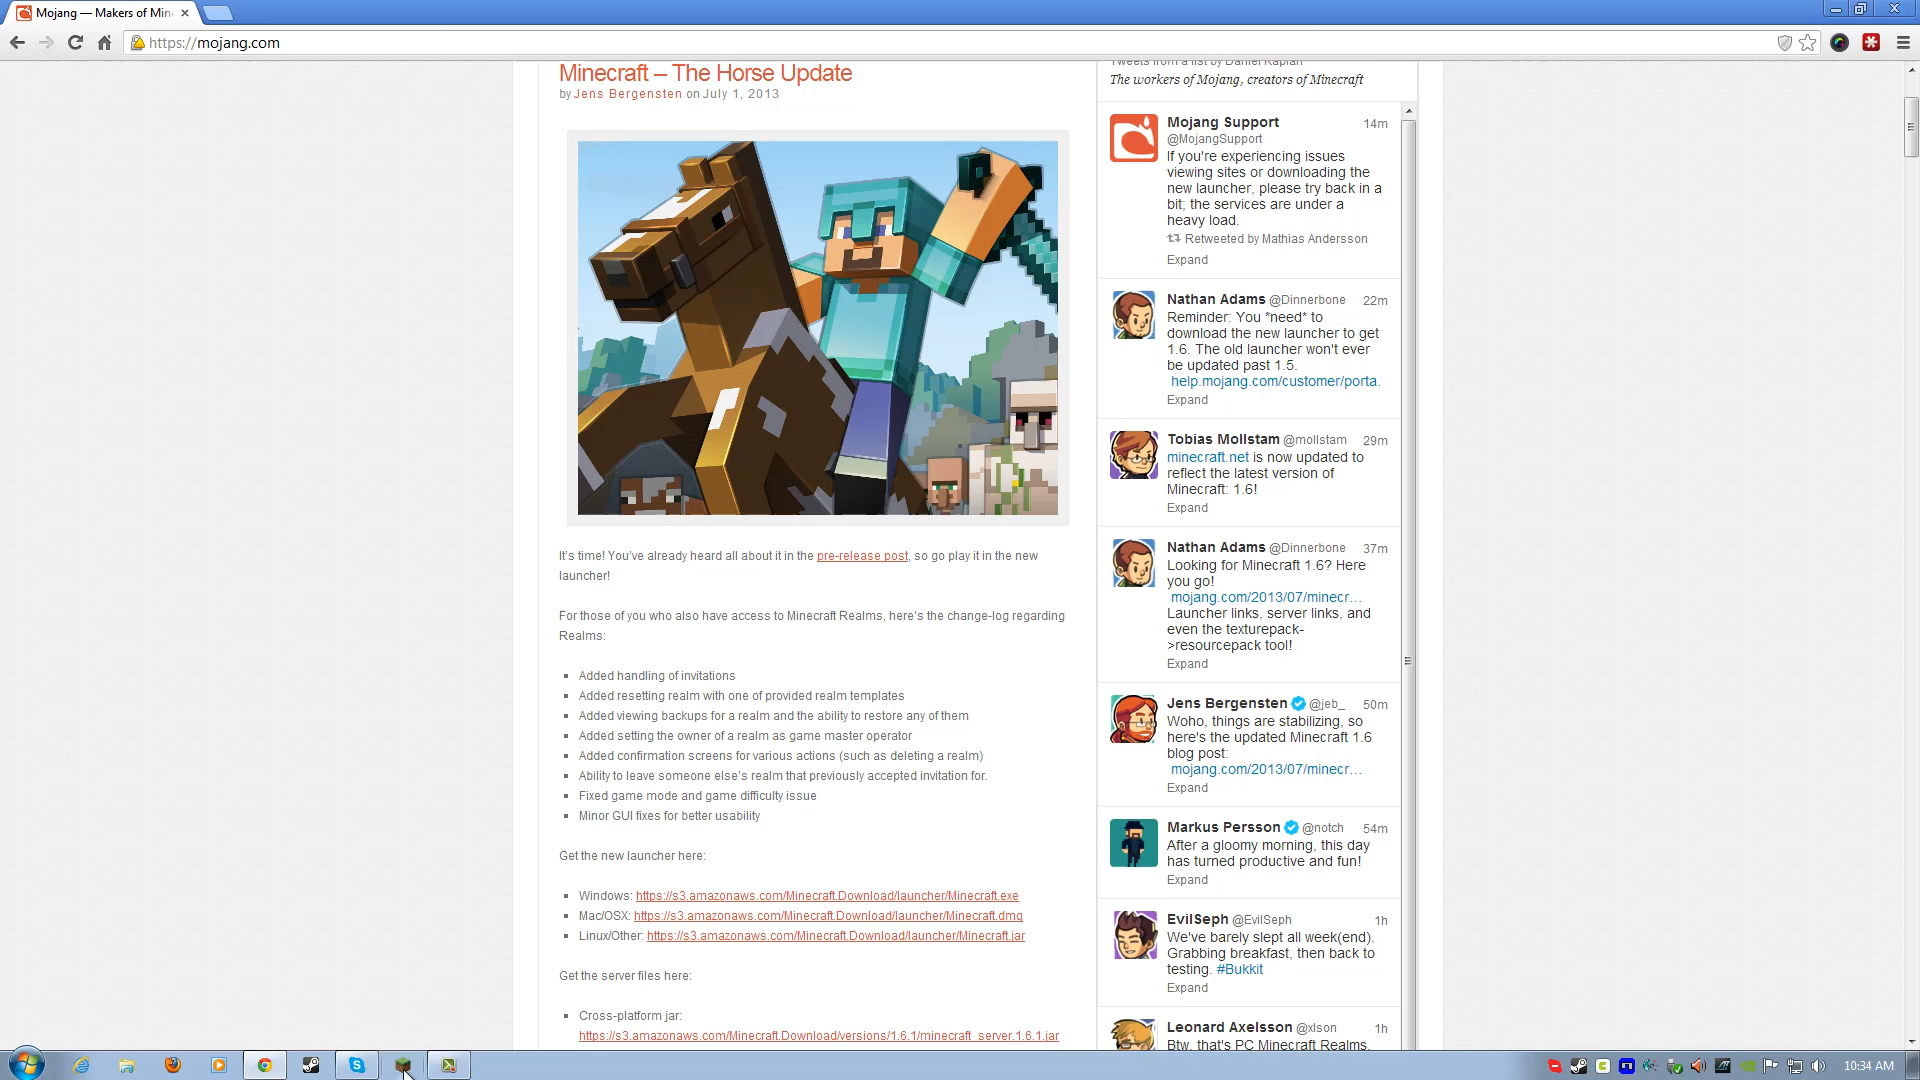 Mojang — Makers of Min
https://mojang.com
Minecraft – The Horse Update
by Jens Bergensten on July 1, 2013
It's time! You've already heard all about it in the pre-release post, so go play it in the new
launcher!
For those of you who also have access to Minecraft Realms, here's the change-log regarding
Realms:
Added handling of invitations
Added resetting realm with one of provided realm templates
Added viewing backups for a realm and the ability to restore any of them
Added setting the owner of a realm as game master operator
Added confirmation screens for various actions (such as deleting a realm)
Ability to leave someone else's realm that previously accepted invitation for.
Fixed game mode and game difficulty issue
Minor GUI fixes for better usability
Get the new launcher here:
Windows: https://s3.amazonaws.com/Minecraft.Download/launcher/Minecraft.exe
Mac/OSX: https://s3.amazonaws.com/Minecraft.Download/launcher/Minecraft.dmg
Linux/Other: https://s3.amazonaws.com/Minecraft.Download/launcher/Minecraft.jar
Get the server files here:
Cross-platform jar:
https://s3.amazonaws.com/Minecraft.Download/versions/1.6.1/minecraft_server.1.6.1.jar
Tweets from a list by Daniel Kaplan
The workers of Mojang, creators of Minecraft
Mojang Support 14m
@MojangSupport
If you're experiencing issues
viewing sites or downloading the
new launcher, please try back in a
bit; the services are under a
heavy load.
Retweeted by Mathias Andersson
Expand
Nathan Adams @Dinnerbone 22m
Reminder: You *need* to
download the new launcher to get
1.6. The old launcher won't ever
be updated past 1.5.
help.mojang.com/customer/porta.
Expand
Tobias Mollstam @mollstam 29m
minecraft.net is now updated to
reflect the latest version of
Minecraft: 1.6!
Expand
Nathan Adams @Dinnerbone 37m
Looking for Minecraft 1.6? Here
you go!
mojang.com/2013/07/minecr…
Launcher links, server links, and
even the texturepack-
>resourcepack tool!
Expand
Jens Bergensten @jeb_ 50m
Woho, things are stabilizing, so
here's the updated Minecraft 1.6
blog post:
mojang.com/2013/07/minecr…
Expand
Markus Persson @notch 54m
After a gloomy morning, this day
has turned productive and fun!
Expand
EvilSeph @EvilSeph 1h
We've barely slept all week(end).
Grabbing breakfast, then back to
testing. #Bukkit
Expand
Leonard Axelsson @xlson 1h
Btw, that's PC Minecraft Realms.
10:34 AM